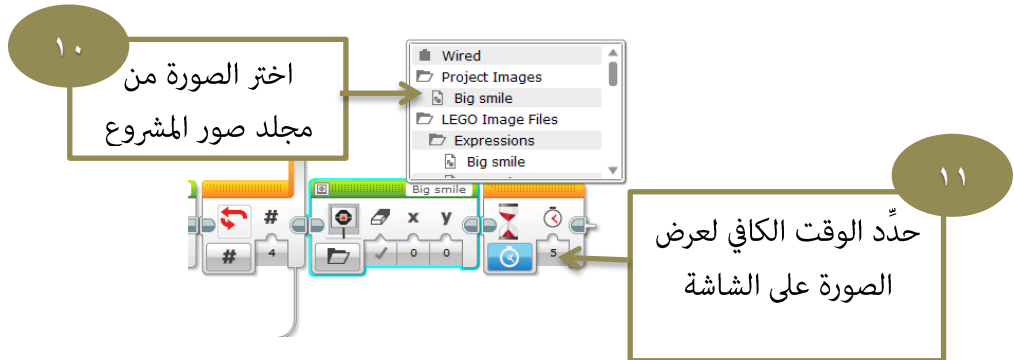 ١٠
اختر الصورة من
مجلد صور المشروع
Wired
Project Images
Big smile
LEGO Image Files
Expressions
Big smile
Big smile
# x y
# 4 0 0 5
١١
حدِّد الوقت الكافي لعرض
الصورة على الشاشة